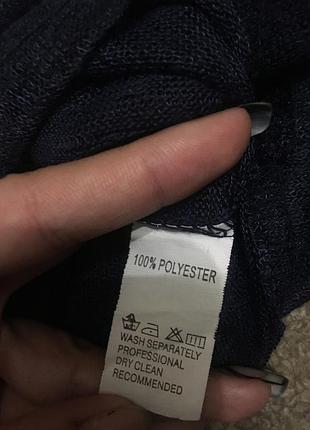 100% POLYESTER
WASH SEPARATELY
PROFESSIONAL
DRY CLEAN
RECOMMENDED